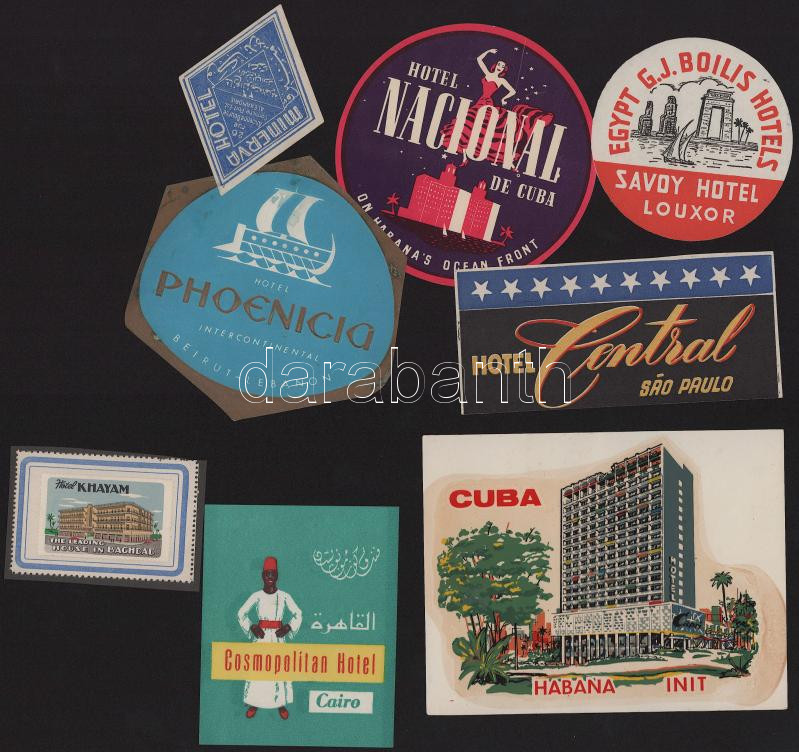 MINERVA
HOTEL
HOTEL
NACIONAL
DE CUBA
ON HABANA'S OCEAN FRONT
EGYPT G.J. BOILIS HOTELS
SAVOY HOTEL
LOUXOR
HOTEL
PHOENICIA
INTERCONTINENTAL
BEIRUT LEBANON
HOTEL Central
SÃO PAULO
darabanth
Hotel KHAYAM
THE LEADING
HOUSE IN BAGHDAD
القاهرة
Cosmopolitan Hotel
Cairo
CUBA
HOTEL
HABANA INIT